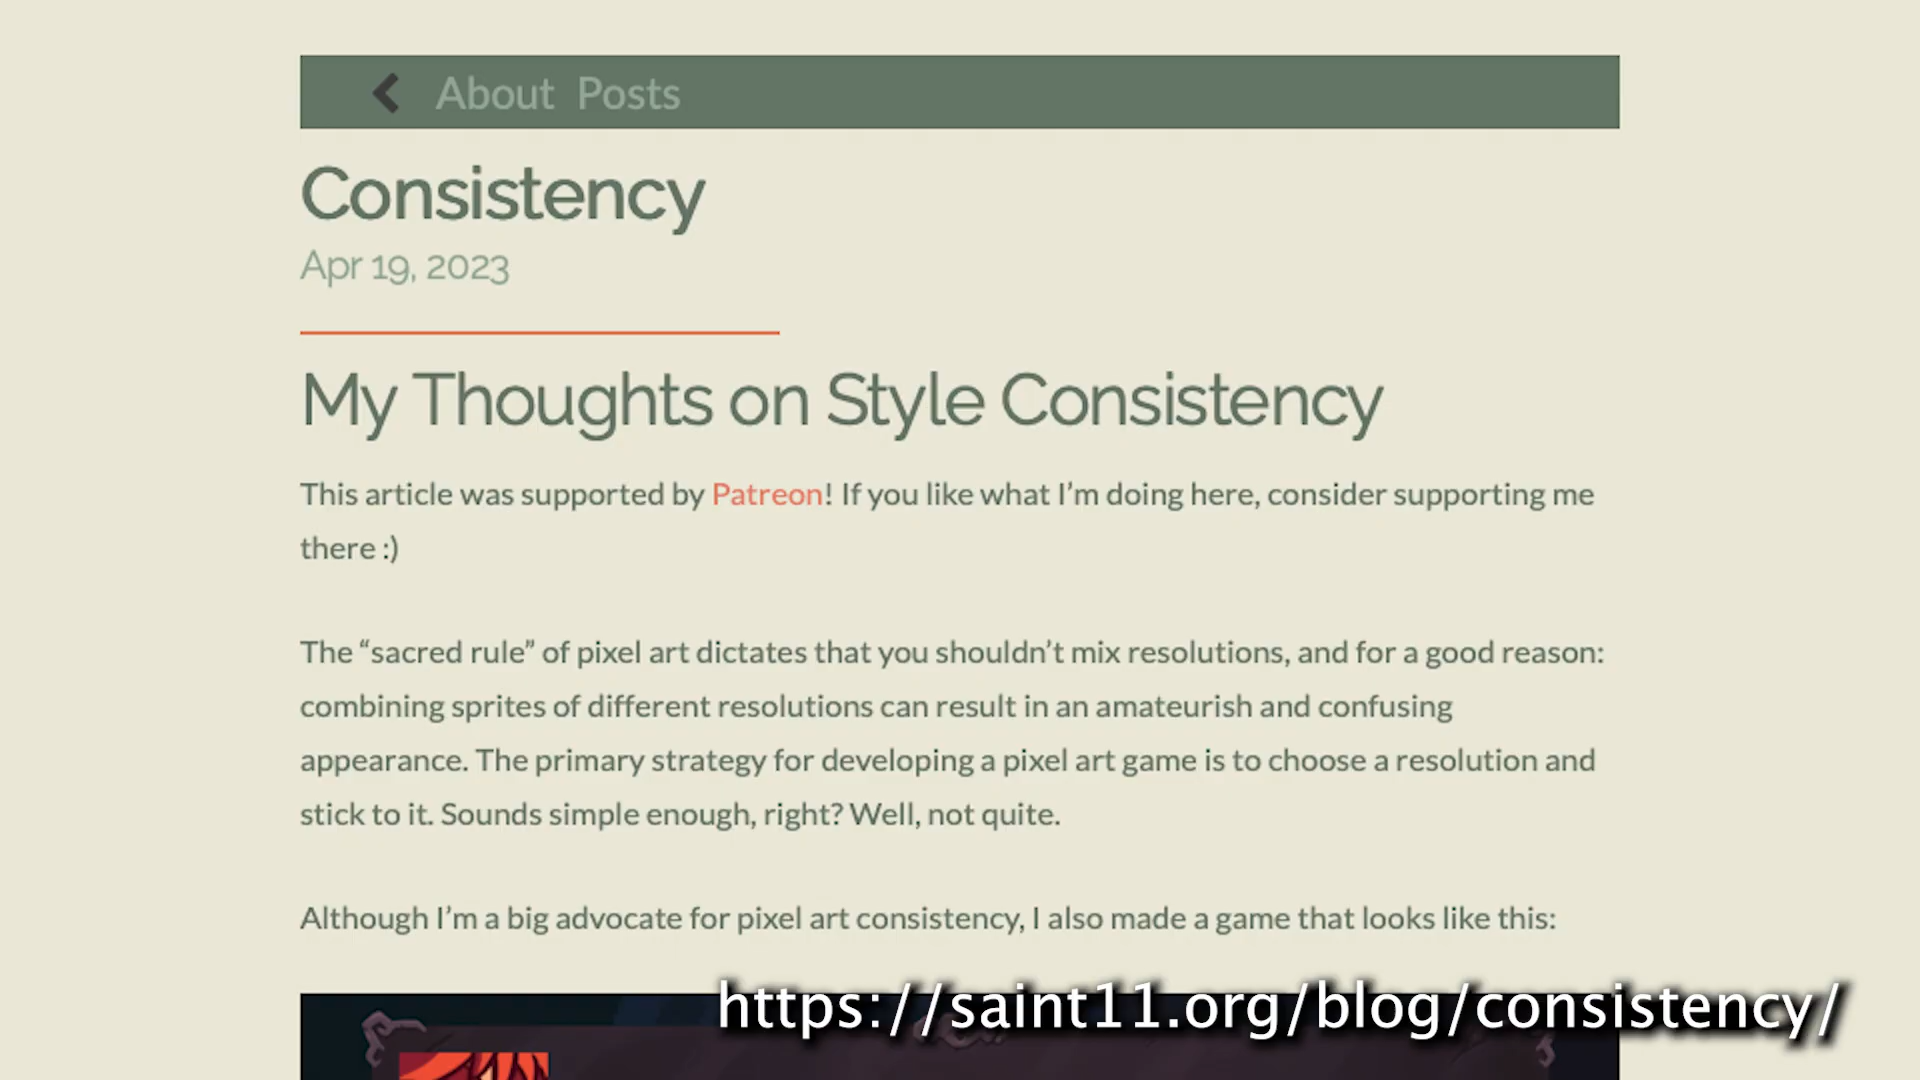 About Posts
Consistency
Apr 19, 2023
My Thoughts on Style Consistency
This article was supported by Patreon! If you like what I’m doing here, consider supporting me
there :)
The “sacred rule” of pixel art dictates that you shouldn’t mix resolutions, and for a good reason:
combining sprites of different resolutions can result in an amateurish and confusing
appearance. The primary strategy for developing a pixel art game is to choose a resolution and
stick to it. Sounds simple enough, right? Well, not quite.
Although I’m a big advocate for pixel art consistency, I also made a game that looks like this:
https://saint11.org/blog/consistency/